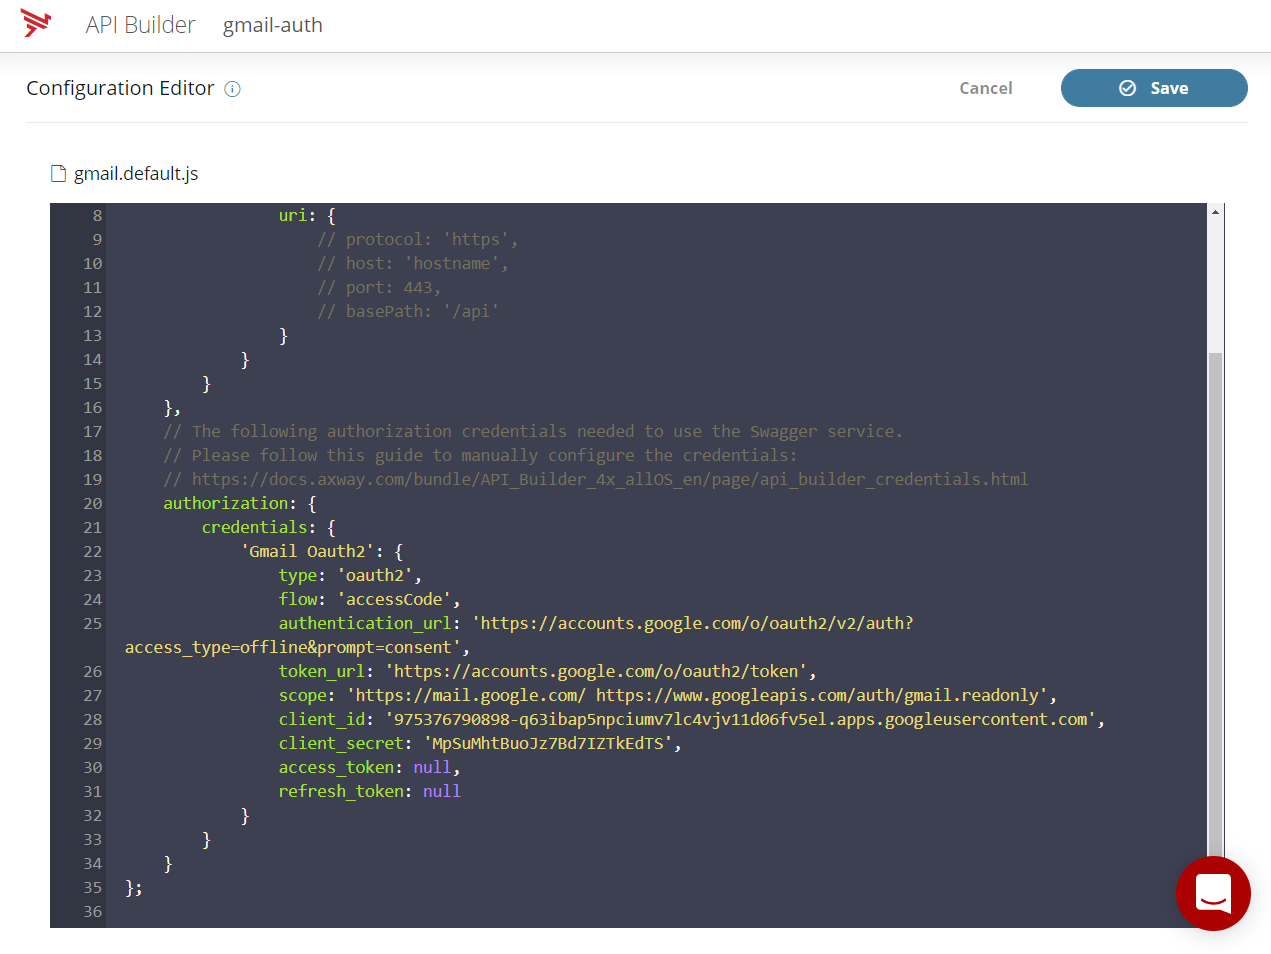 API Builder gmail-auth
Configuration Editor
Cancel
Save
gmail.default.js
8 uri: {
9 // protocol: 'https',
10 // host: 'hostname',
11 // port: 443,
12 // basePath: '/api'
13 }
14 }
15 }
16 },
17 // The following authorization credentials needed to use the Swagger service.
18 // Please follow this guide to manually configure the credentials:
19 // https://docs.axway.com/bundle/API_Builder_4x_allOS_en/page/api_builder_credentials.html
20 authorization: {
21 credentials: {
22 'Gmail Oauth2': {
23 type: 'oauth2',
24 flow: 'accessCode',
25 authentication_url: 'https://accounts.google.com/o/oauth2/v2/auth?
access_type=offline&prompt=consent',
26 token_url: 'https://accounts.google.com/o/oauth2/token',
27 scope: 'https://mail.google.com/ https://www.googleapis.com/auth/gmail.readonly',
28 client_id: '975376790898-q63ibap5npciumv7lc4vjv11d06fv5el.apps.googleusercontent.com',
29 client_secret: 'MpSuMhtBuoJz7Bd7IZTkEdTS',
30 access_token: null,
31 refresh_token: null
32 }
33 }
34 }
35 };
36